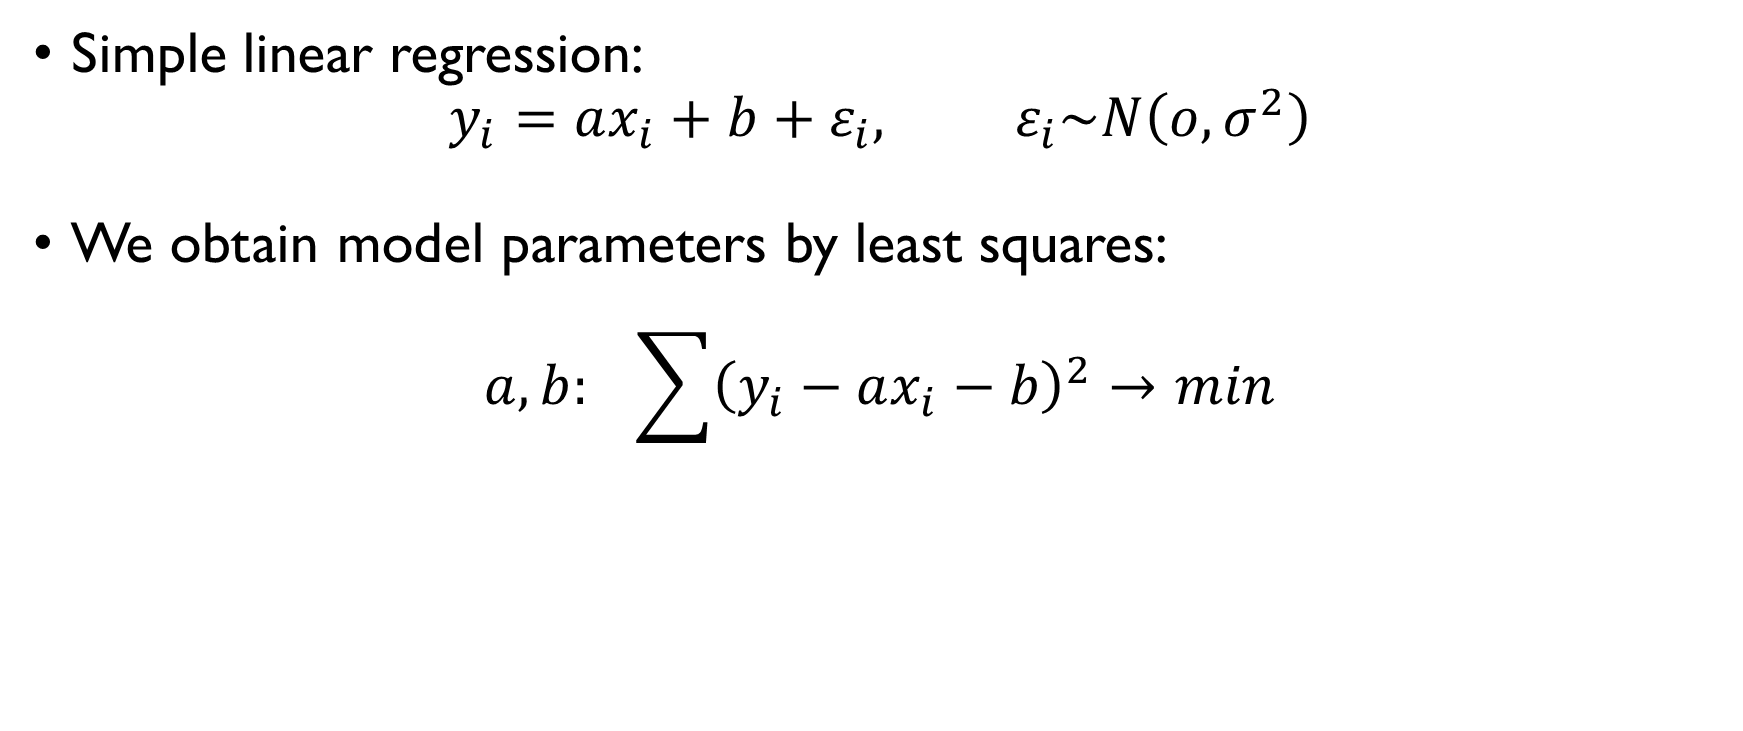 • Simple linear regression:
yᵢ = axᵢ + b + εᵢ, εᵢ~N(o, σ²)
• We obtain model parameters by least squares:
a, b: ∑(yᵢ − axᵢ − b)² → min